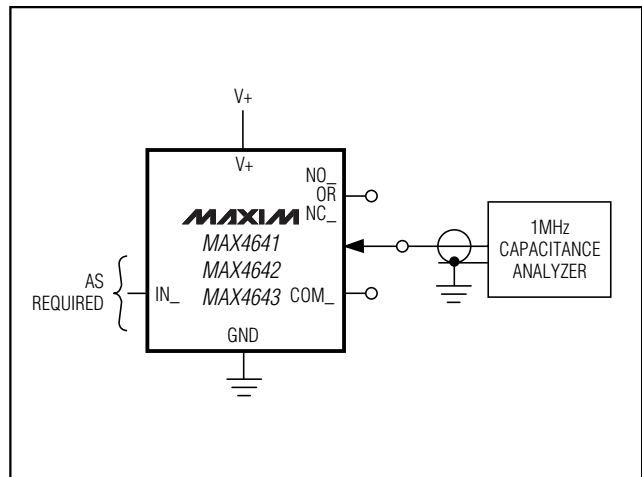 V+
V+
NO_
OR
NC_
MAXIM
MAX4641
MAX4642
MAX4643
COM_
GND
AS
REQUIRED
IN_
1MHz
CAPACITANCE
ANALYZER